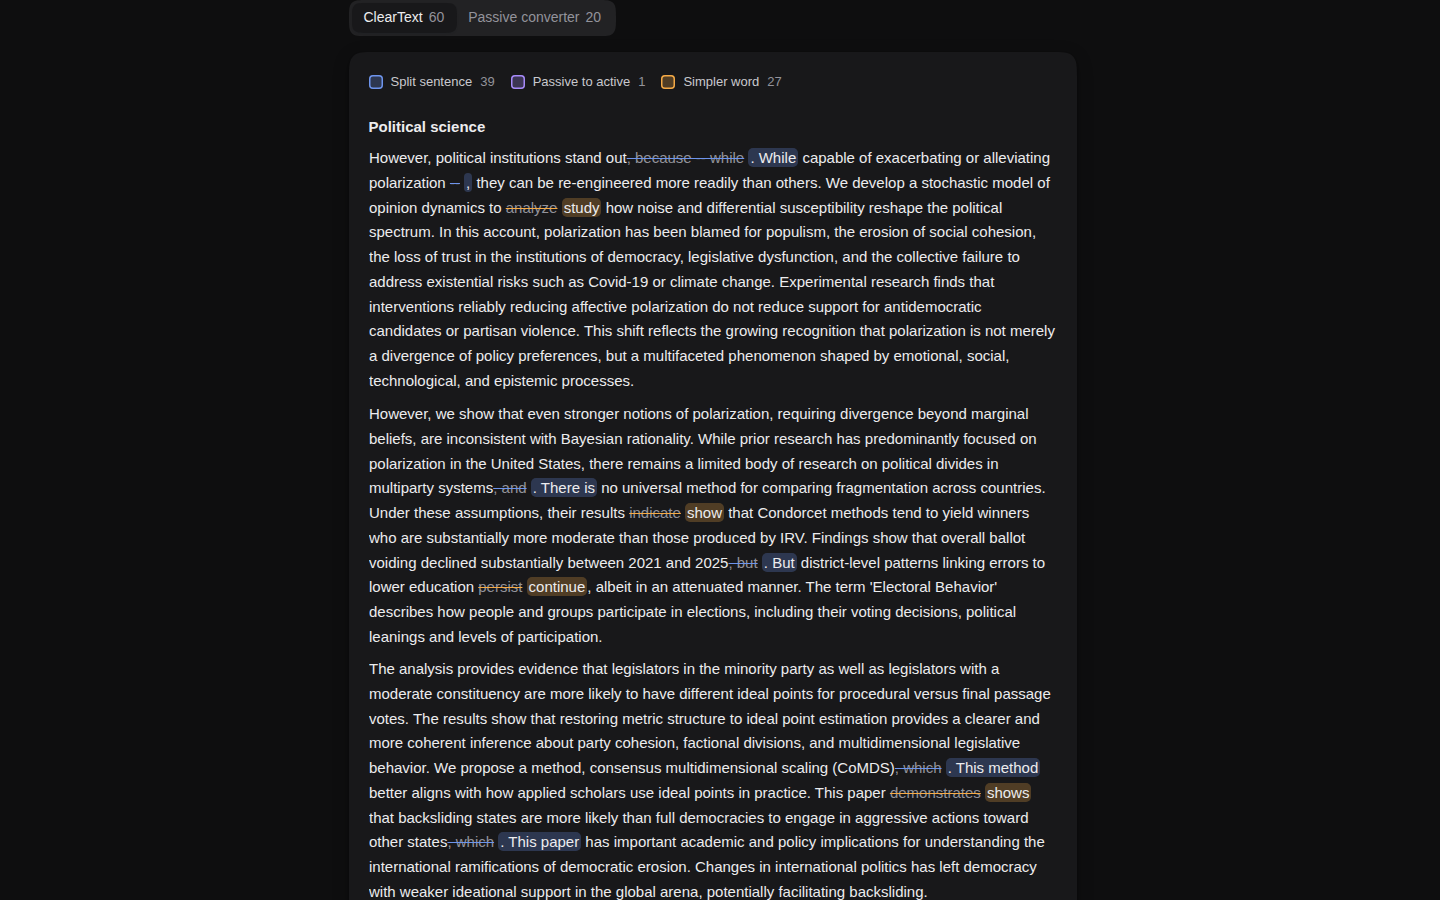 ClearText 60 Passive converter 20
Split sentence 39 Passive to active 1 Simpler word 27
Political science
However, political institutions stand out, because – while . While capable of exacerbating or alleviating
polarization – , they can be re-engineered more readily than others. We develop a stochastic model of
opinion dynamics to analyze study how noise and differential susceptibility reshape the political
spectrum. In this account, polarization has been blamed for populism, the erosion of social cohesion,
the loss of trust in the institutions of democracy, legislative dysfunction, and the collective failure to
address existential risks such as Covid-19 or climate change. Experimental research finds that
interventions reliably reducing affective polarization do not reduce support for antidemocratic
candidates or partisan violence. This shift reflects the growing recognition that polarization is not merely
a divergence of policy preferences, but a multifaceted phenomenon shaped by emotional, social,
technological, and epistemic processes.
However, we show that even stronger notions of polarization, requiring divergence beyond marginal
beliefs, are inconsistent with Bayesian rationality. While prior research has predominantly focused on
polarization in the United States, there remains a limited body of research on political divides in
multiparty systems, and . There is no universal method for comparing fragmentation across countries.
Under these assumptions, their results indicate show that Condorcet methods tend to yield winners
who are substantially more moderate than those produced by IRV. Findings show that overall ballot
voiding declined substantially between 2021 and 2025, but . But district-level patterns linking errors to
lower education persist continue, albeit in an attenuated manner. The term 'Electoral Behavior'
describes how people and groups participate in elections, including their voting decisions, political
leanings and levels of participation.
The analysis provides evidence that legislators in the minority party as well as legislators with a
moderate constituency are more likely to have different ideal points for procedural versus final passage
votes. The results show that restoring metric structure to ideal point estimation provides a clearer and
more coherent inference about party cohesion, factional divisions, and multidimensional legislative
behavior. We propose a method, consensus multidimensional scaling (CoMDS), which . This method
better aligns with how applied scholars use ideal points in practice. This paper demonstrates shows
that backsliding states are more likely than full democracies to engage in aggressive actions toward
other states, which . This paper has important academic and policy implications for understanding the
international ramifications of democratic erosion. Changes in international politics has left democracy
with weaker ideational support in the global arena, potentially facilitating backsliding.